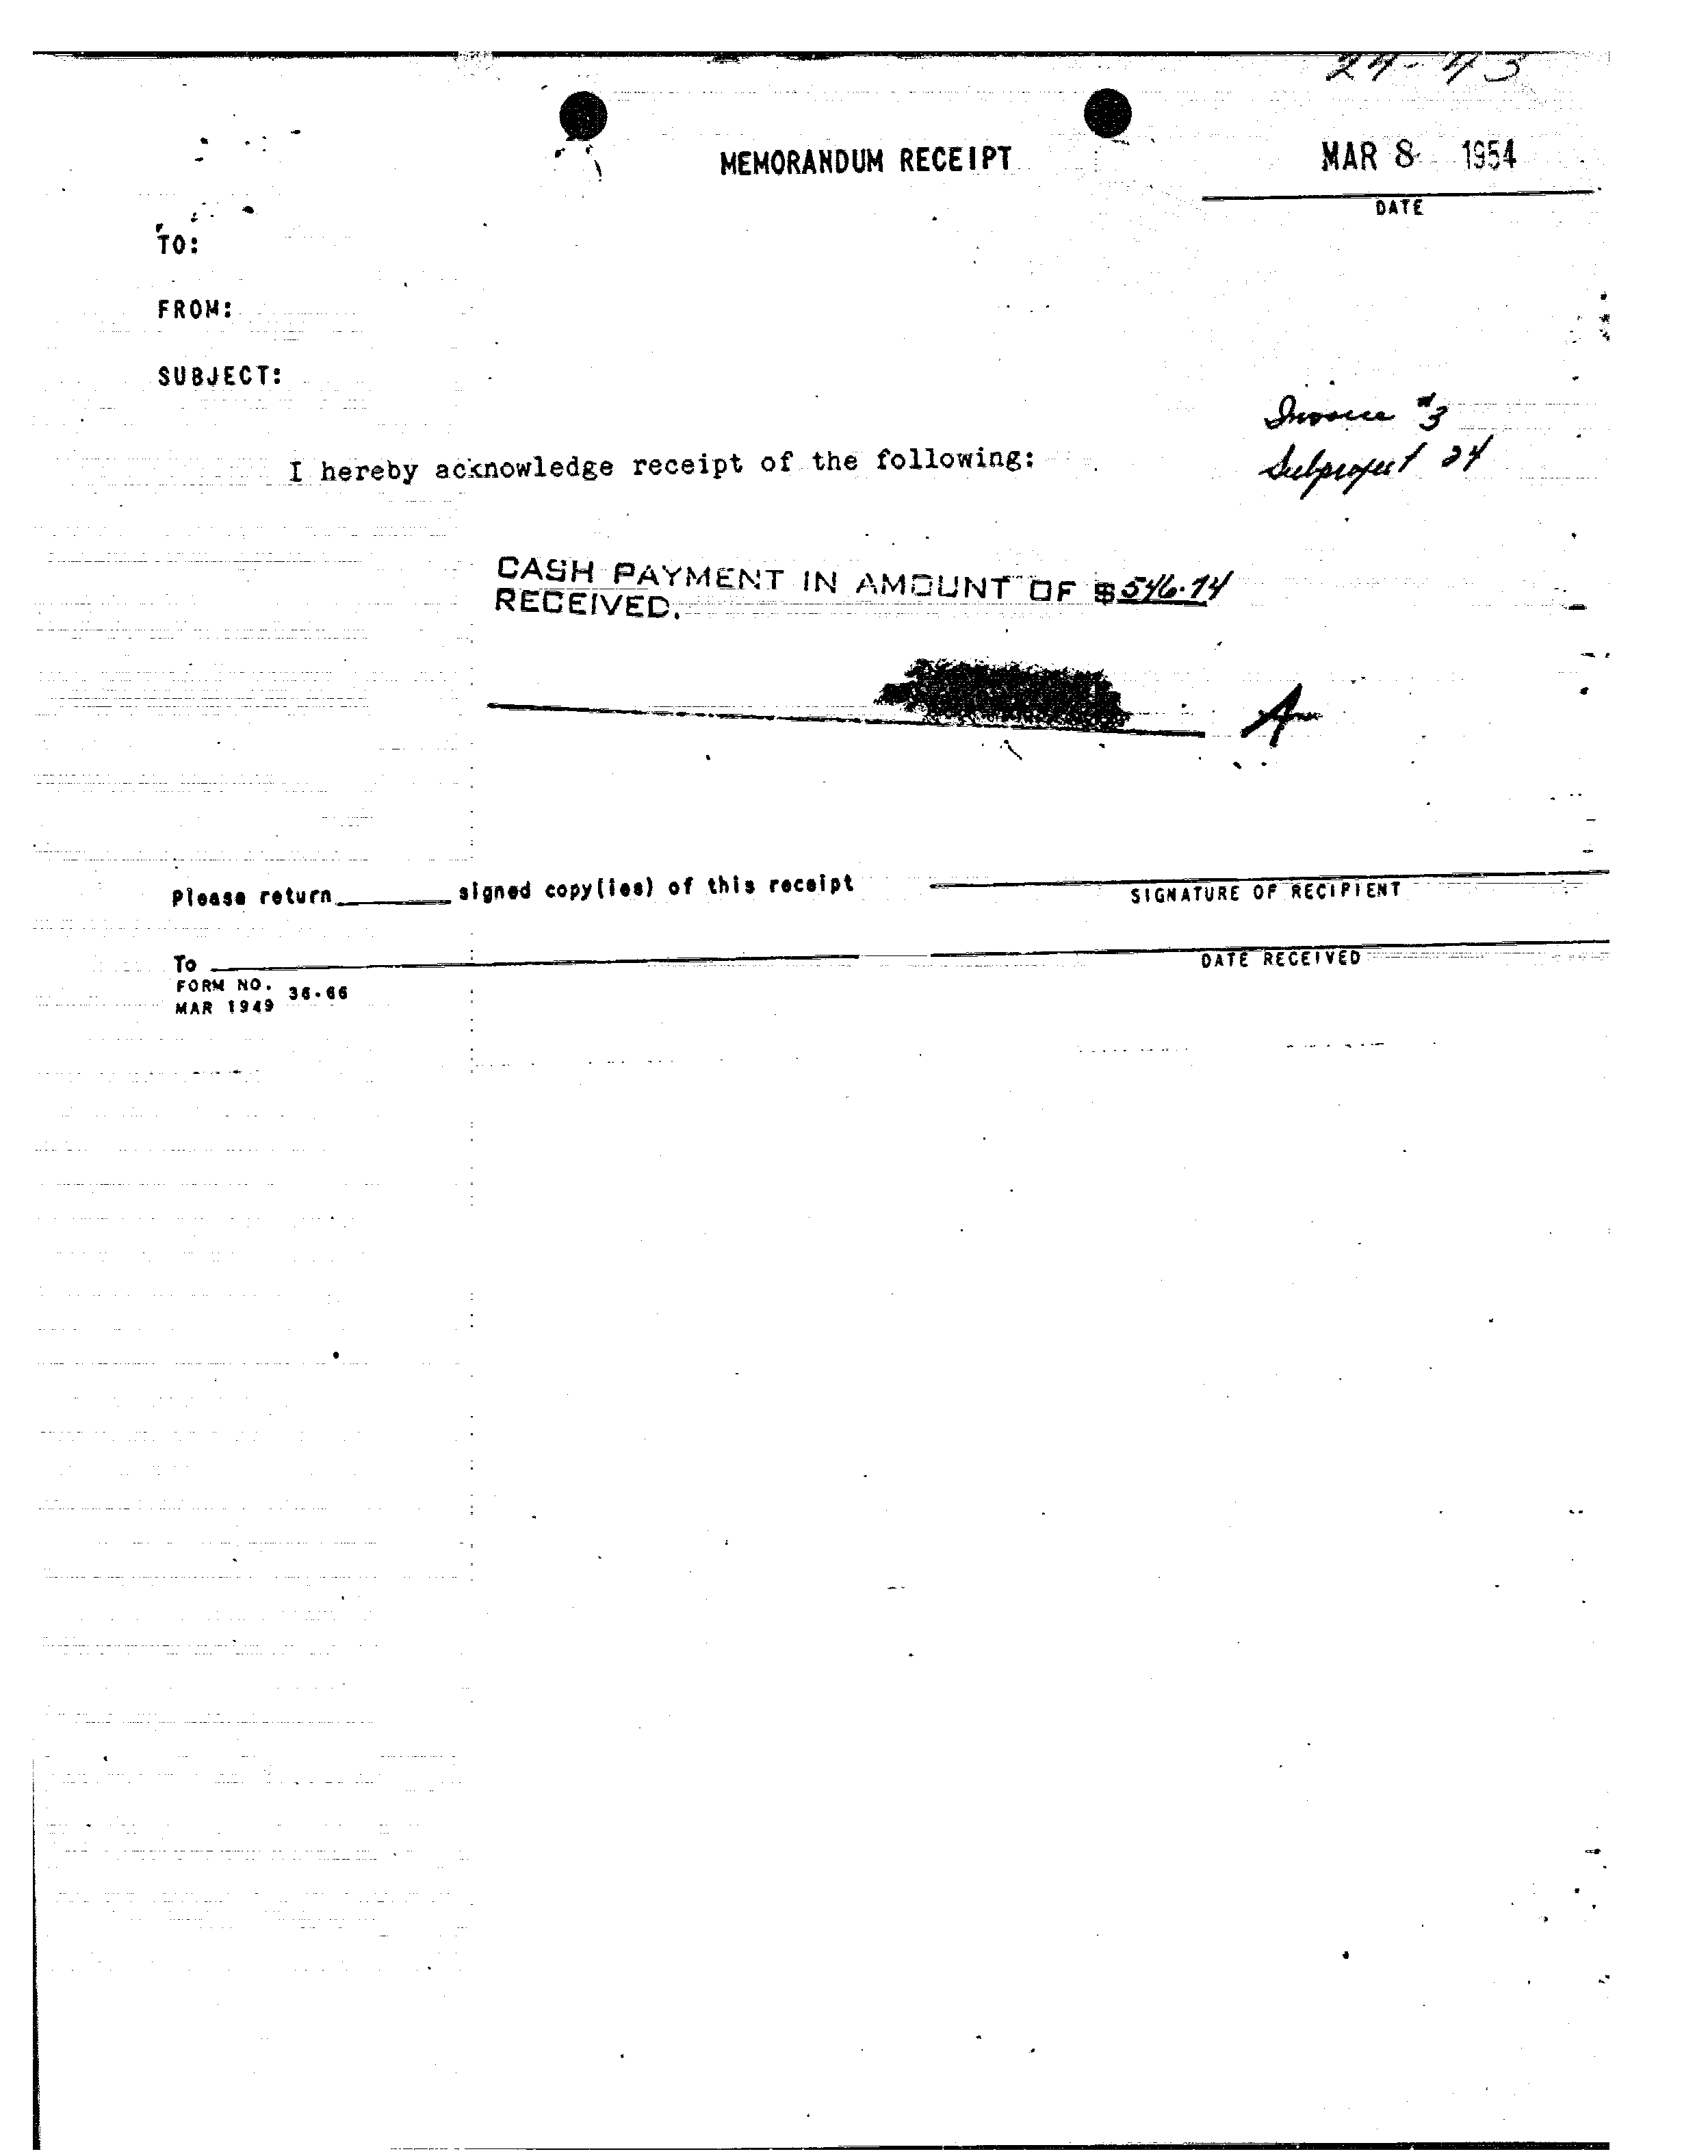 24-43
MEMORANDUM RECEIPT
MAR 8 1954
DATE
TO:
FROM:
SUBJECT:
Invoice #3
Subproject 24
I hereby acknowledge receipt of the following:
CASH PAYMENT IN AMOUNT OF $546.14
RECEIVED.
A
Please return ________ signed copy(ies) of this receipt
SIGNATURE OF RECIPIENT
To
DATE RECEIVED
FORM NO. 36-66
MAR 1949